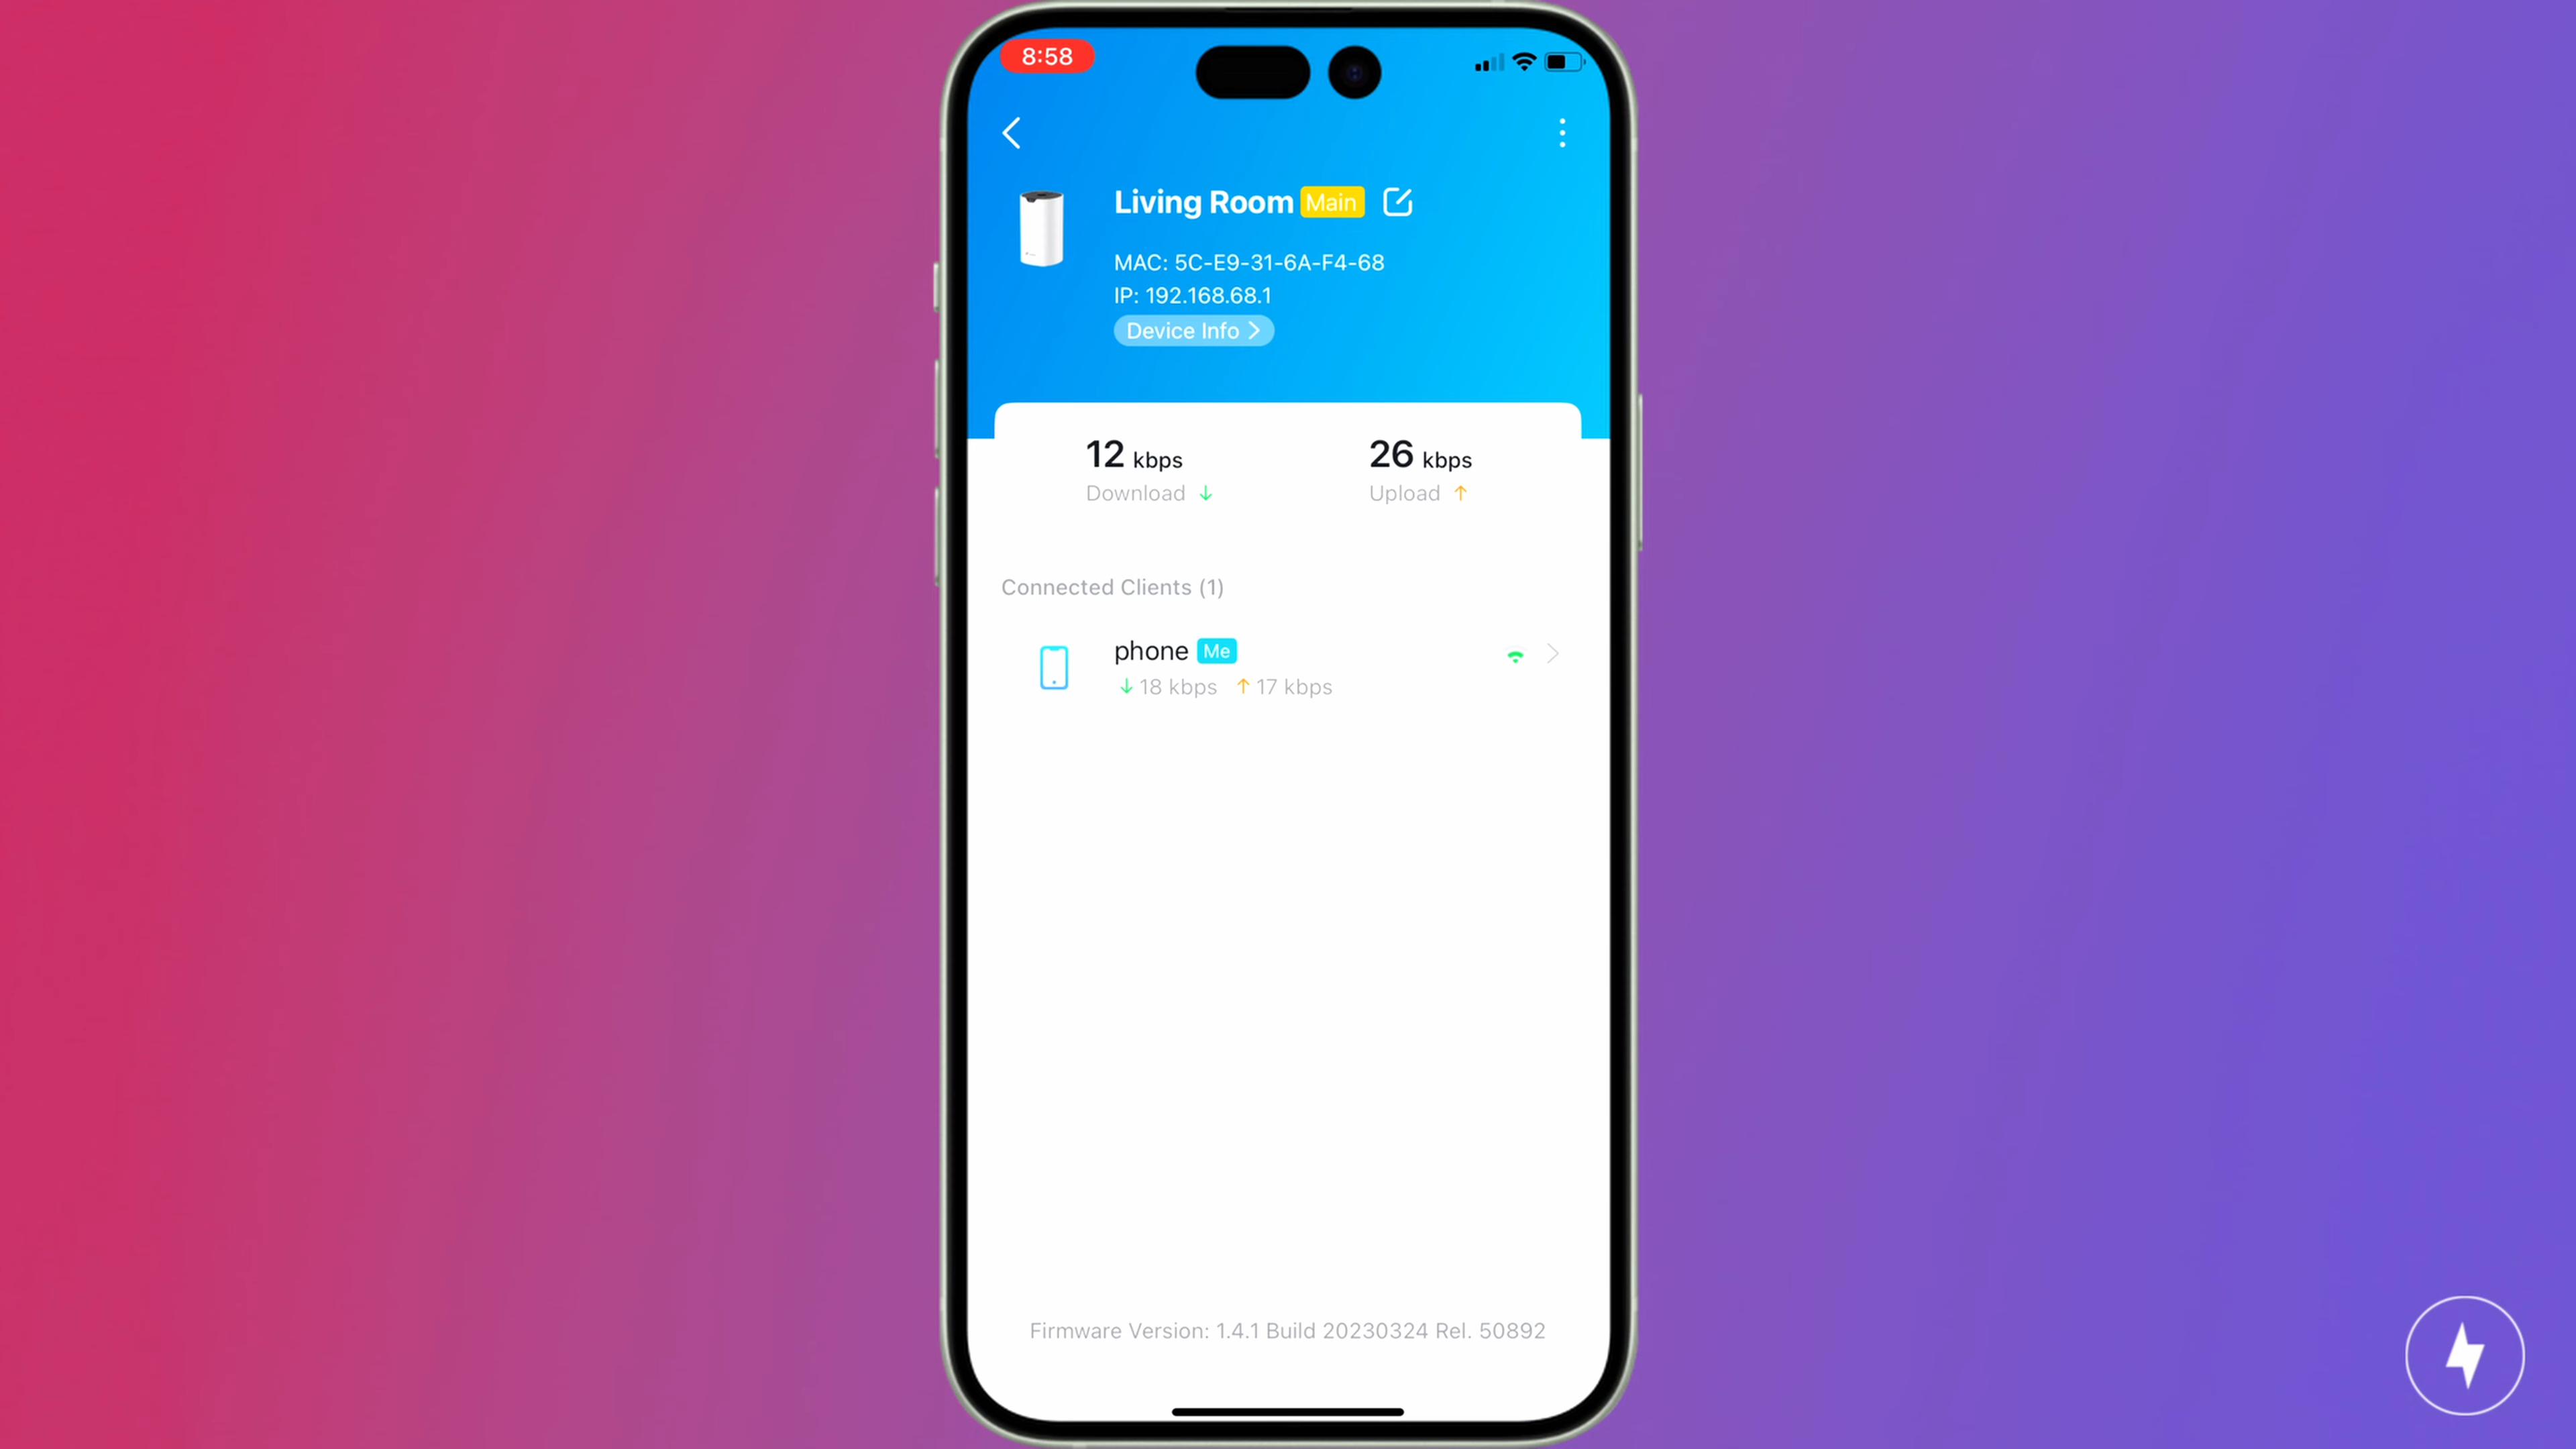 8:58
Living Room Main
MAC: 5C-E9-31-6A-F4-68
IP: 192.168.68.1
Device Info
12 kbps 26 kbps
Download Upload
Connected Clients (1)
phone Me
18 kbps 17 kbps
Firmware Version: 1.4.1 Build 20230324 Rel. 50892